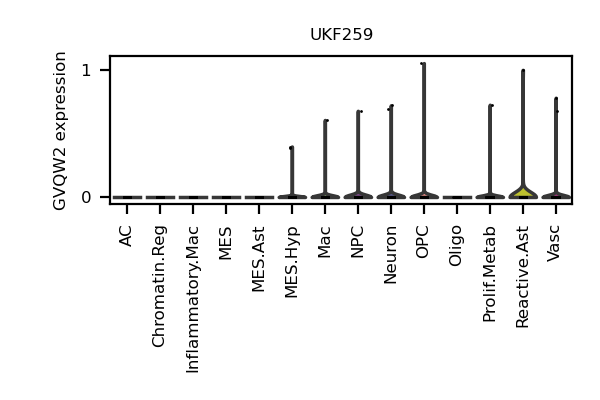 UKF259
GVQW2 expression
1
0
AC
Chromatin.Reg
Inflammatory.Mac
MES
MES.Ast
MES.Hyp
Mac
NPC
Neuron
OPC
Oligo
Prolif.Metab
Reactive.Ast
Vasc